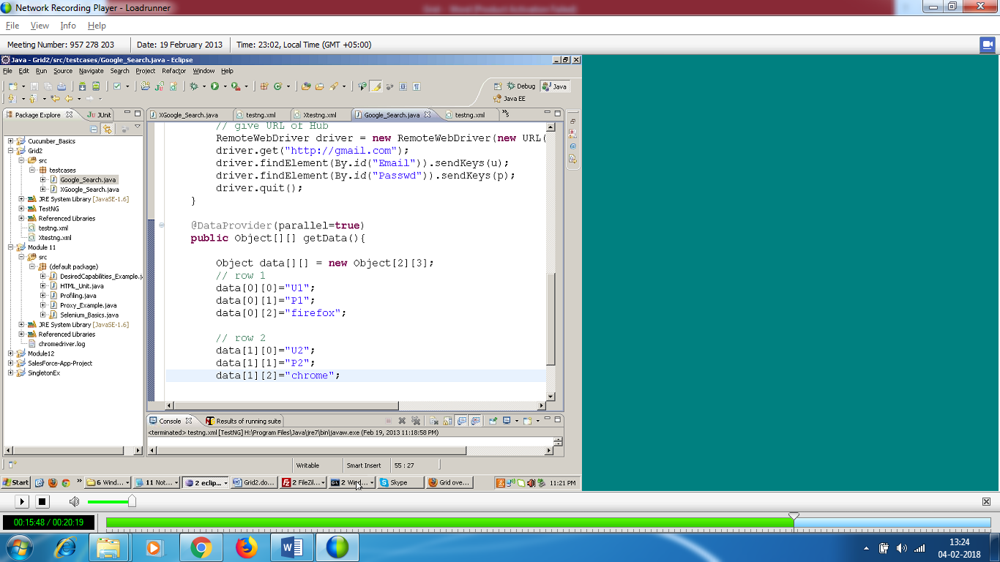 Network Recording Player - Loadrunner
File View Info Help
Meeting Number: 957 278 203 Date: 19 February 2013 Time: 23:02, Local Time (GMT +05:00)
Java - Grid2/src/testcases/Google_Search.java - Eclipse
File Edit Run Source Navigate Search Project Refactor Window Help
Debug Java
Java EE
Package Explore JUnit
XGoogle_Search.java testng.xml Xtestng.xml Google_Search.java testng.xml »5
Cucumber_Basics
Grid2
src
testcases
Google_Search.java
XGoogle_Search.java
JRE System Library [JavaSE-1.6]
TestNG
Referenced Libraries
testng.xml
Xtestng.xml
Module 11
src
(default package)
DesiredCapabilities_Example.j
HTML_Unit.java
Profiling.java
Proxy_Example.java
Selenium_Basics.java
JRE System Library [JavaSE-1.6]
Referenced Libraries
chromedriver.log
Module12
SalesForce-App-Project
SingletonEx
// give URL of Hub
RemoteWebDriver driver = new RemoteWebDriver(new URL(
driver.get("http://gmail.com");
driver.findElement(By.id("Email")).sendKeys(u);
driver.findElement(By.id("Passwd")).sendKeys(p);
driver.quit();
}
@DataProvider(parallel=true)
public Object[][] getData(){
Object data[][] = new Object[2][3];
// row 1
data[0][0]="U1";
data[0][1]="P1";
data[0][2]="firefox";
// row 2
data[1][0]="U2";
data[1][1]="P2";
data[1][2]="chrome";
Console Results of running suite
<terminated> testng.xml [TestNG] H:\Program Files\Java\jre7\bin\javaw.exe (Feb 19, 2013 11:18:58 PM)
Writable Smart Insert 55 : 27
Start » 6 Wind... 11 Not... 2 eclip... Grid2.do... 2 FileZil... 2 Wind... Skype Grid ove... 11:21 PM
00:15:48 / 00:20:19
13:24
04-02-2018